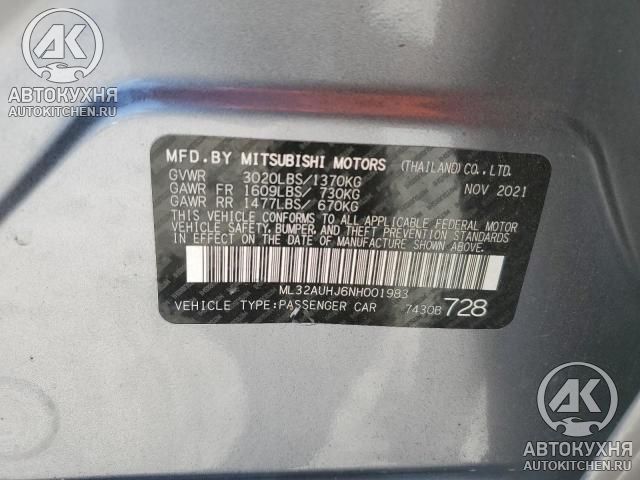 АК
АВТОКУХНЯ
AUTOKITCHEN.RU
MFD.BY MITSUBISHI MOTORS (THAILAND)CO.,LTD.
GVWR 3020LBS/1370KG NOV 2021
GAWR FR 1609LBS/ 730KG
GAWR RR 1477LBS/ 670KG
THIS VEHICLE CONFORMS TO ALL APPLICABLE FEDERAL MOTOR
VEHICLE SAFETY, BUMPER, AND THEFT PREVENTION STANDARDS
IN EFFECT ON THE DATE OF MANUFACTURE SHOWN ABOVE.
ML32AUHJ6NH001983
VEHICLE TYPE:PASSENGER CAR 7430B 728
АК
АВТОКУХНЯ
AUTOKITCHEN.RU